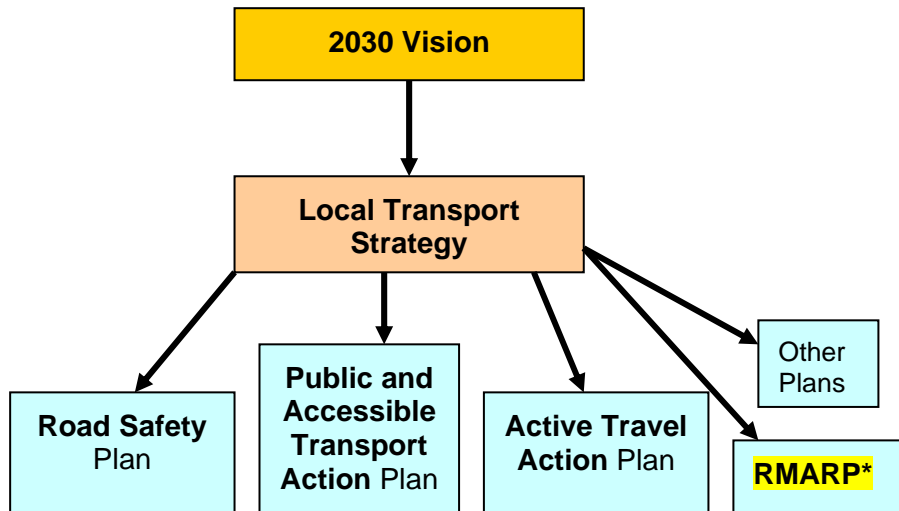 2030 Vision
Local Transport
Strategy
Road Safety
Plan
Public and
Accessible
Transport
Action Plan
Active Travel
Action Plan
Other
Plans
RMARP*